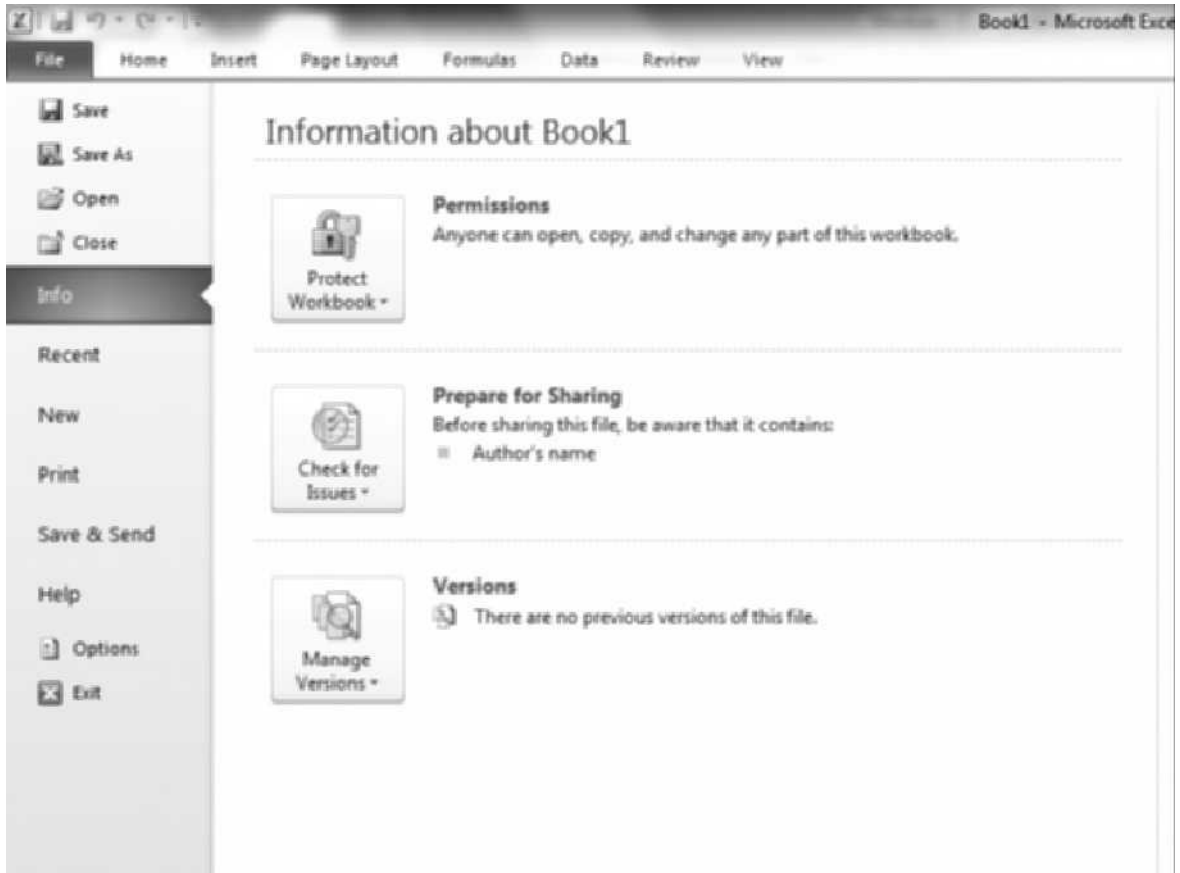 Book1 - Microsoft Exce
File Home Insert Page Layout Formulas Data Review View
Save
Save As
Open
Close
Info
Recent
New
Print
Save & Send
Help
Options
Exit
Information about Book1
Protect
Workbook
Permissions
Anyone can open, copy, and change any part of this workbook.
Check for
Issues
Prepare for Sharing
Before sharing this file, be aware that it contains:
Author's name
Manage
Versions
Versions
There are no previous versions of this file.